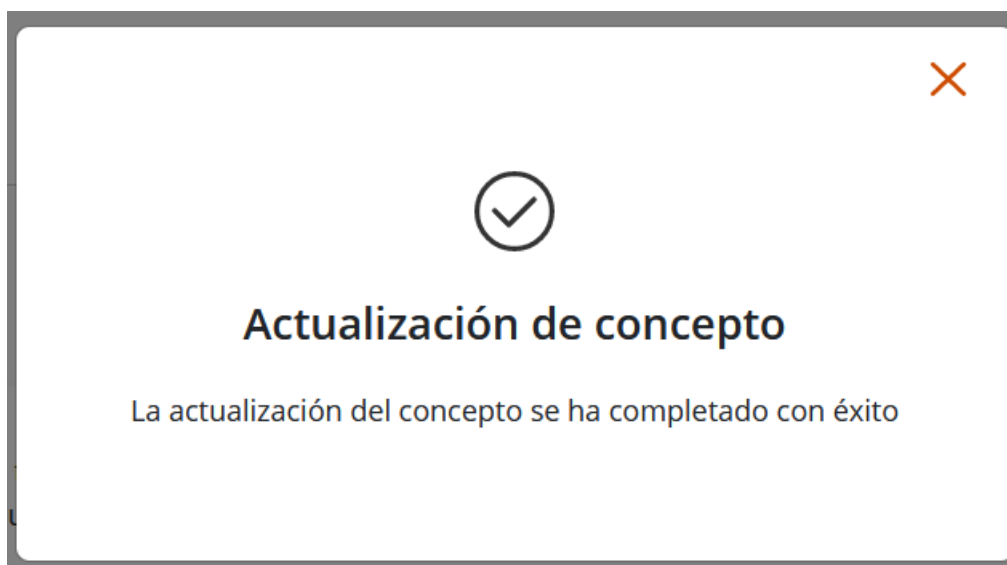 Actualización de concepto
La actualización del concepto se ha completado con éxito